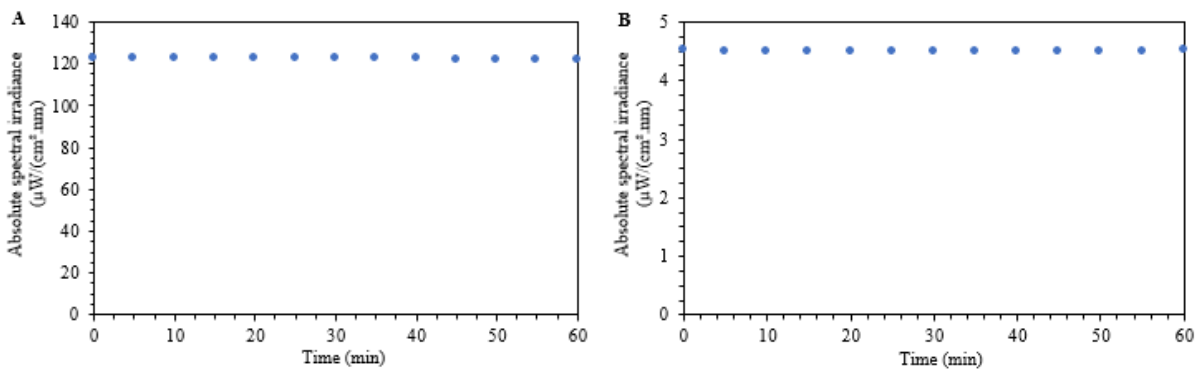 A
Absolute spectral irradiance
(µW/(cm².nm)
140
120
100
80
60
40
20
0
0 10 20 30 40 50 60
Time (min)
B
Absolute spectral irradiance
(µW/(cm².nm)
5
4
3
2
1
0
0 10 20 30 40 50 60
Time (min)